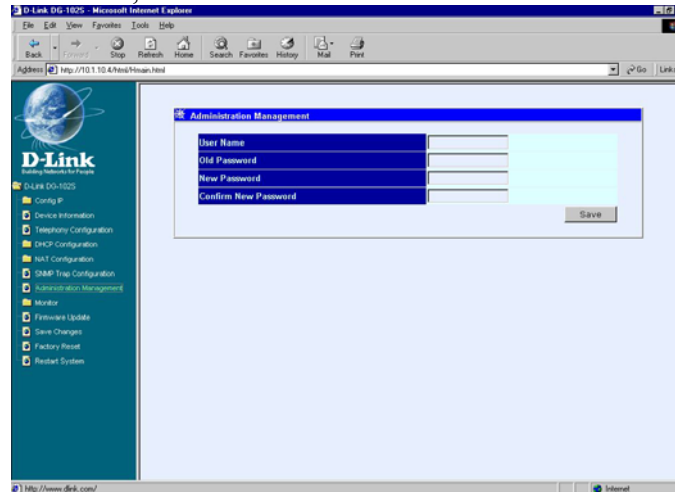 D-Link DG-102S - Microsoft Internet Explorer
File Edit View Favorites Tools Help
Back Forward Stop Refresh Home Search Favorites History Mail Print
Address http://10.1.10.4/html/Hmain.html Go Links
D-Link
Building Networks for People
D-Link DG-102S
Config IP
Device Information
Telephony Configuration
DHCP Configuration
NAT Configuration
SNMP Trap Configuration
Administration Management
Monitor
Firmware Update
Save Changes
Factory Reset
Restart System
Administration Management
User Name
Old Password
New Password
Confirm New Password
Save
http://www.dlink.com/ Internet